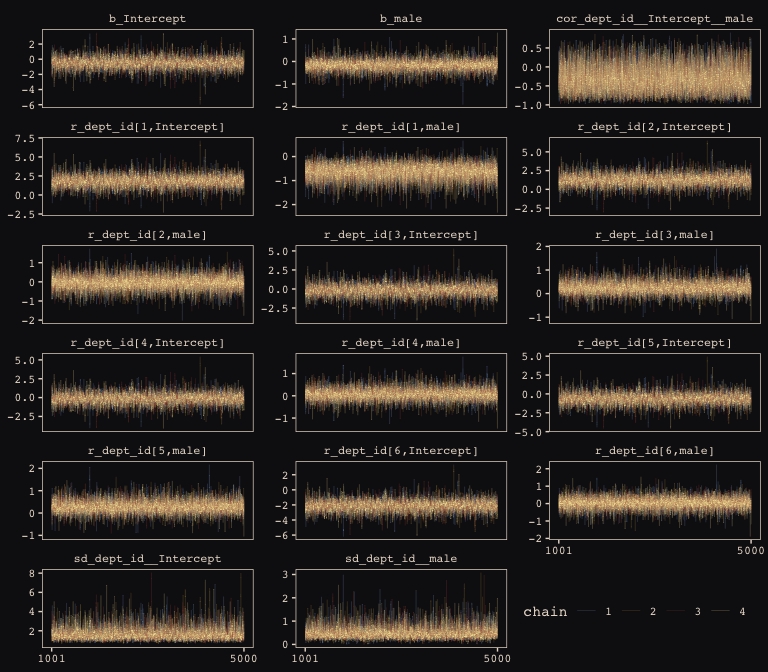 b_Intercept b_male cor_dept_id__Intercept__male
2 0 −2 −4 −6
1 0 −1 −2
0.5 0.0 −0.5 −1.0
r_dept_id[1,Intercept] r_dept_id[1,male] r_dept_id[2,Intercept]
7.5 5.0 2.5 0.0 −2.5
0 −1 −2
5.0 2.5 0.0 −2.5
r_dept_id[2,male] r_dept_id[3,Intercept] r_dept_id[3,male]
1 0 −1 −2
5.0 2.5 0.0 −2.5
2 1 0 −1
r_dept_id[4,Intercept] r_dept_id[4,male] r_dept_id[5,Intercept]
5.0 2.5 0.0 −2.5
1 0 −1
5.0 2.5 0.0 −2.5 −5.0
r_dept_id[5,male] r_dept_id[6,Intercept] r_dept_id[6,male]
2 1 0 −1
2 0 −2 −4 −6
2 1 0 −1 −2
1001 5000
sd_dept_id__Intercept sd_dept_id__male
8 6 4 2
3 2 1 0
chain 1 2 3 4
1001 5000 1001 5000